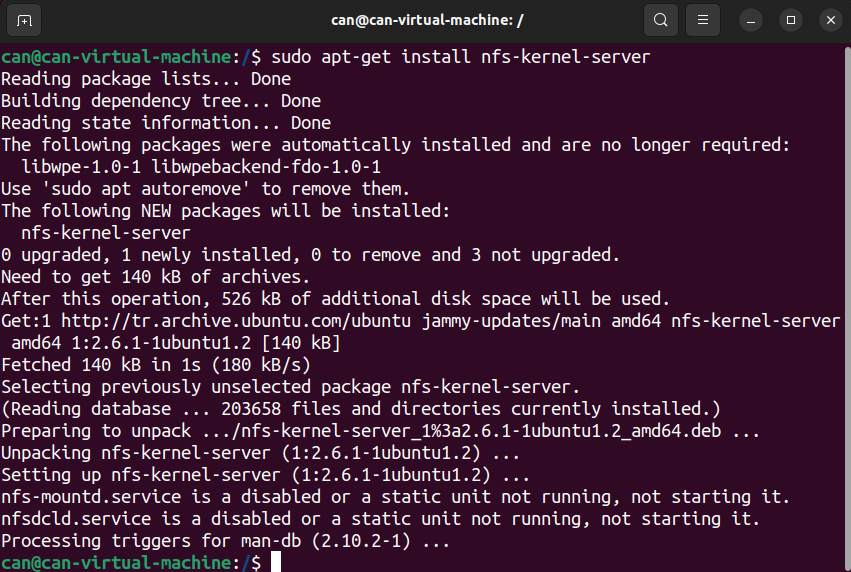 can@can-virtual-machine: /
can@can-virtual-machine:/$ sudo apt-get install nfs-kernel-server
Reading package lists... Done
Building dependency tree... Done
Reading state information... Done
The following packages were automatically installed and are no longer required:
  libwpe-1.0-1 libwpebackend-fdo-1.0-1
Use 'sudo apt autoremove' to remove them.
The following NEW packages will be installed:
  nfs-kernel-server
0 upgraded, 1 newly installed, 0 to remove and 3 not upgraded.
Need to get 140 kB of archives.
After this operation, 526 kB of additional disk space will be used.
Get:1 http://tr.archive.ubuntu.com/ubuntu jammy-updates/main amd64 nfs-kernel-server
 amd64 1:2.6.1-1ubuntu1.2 [140 kB]
Fetched 140 kB in 1s (180 kB/s)
Selecting previously unselected package nfs-kernel-server.
(Reading database ... 203658 files and directories currently installed.)
Preparing to unpack .../nfs-kernel-server_1%3a2.6.1-1ubuntu1.2_amd64.deb ...
Unpacking nfs-kernel-server (1:2.6.1-1ubuntu1.2) ...
Setting up nfs-kernel-server (1:2.6.1-1ubuntu1.2) ...
nfs-mountd.service is a disabled or a static unit not running, not starting it.
nfsdcld.service is a disabled or a static unit not running, not starting it.
Processing triggers for man-db (2.10.2-1) ...
can@can-virtual-machine:/$